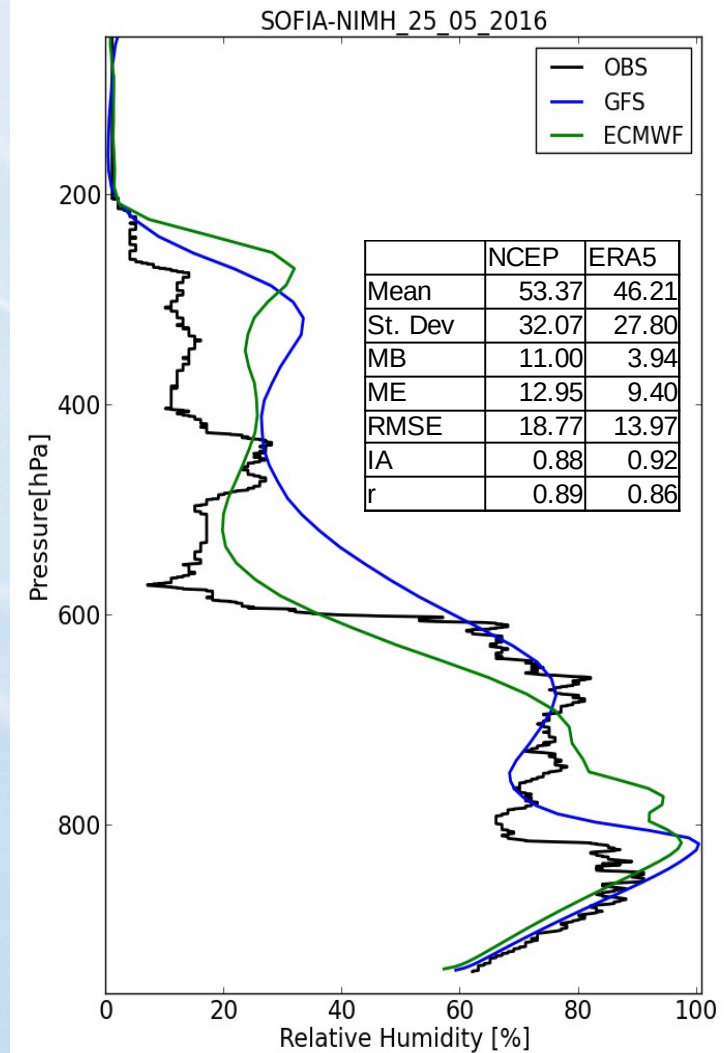 SOFIA-NIMH_25_05_2016
OBS
GFS
ECMWF
200
400
600
800
Pressure[hPa]
NCEP ERA5
Mean 53.37 46.21
St. Dev 32.07 27.80
MB 11.00 3.94
ME 12.95 9.40
RMSE 18.77 13.97
IA 0.88 0.92
r 0.89 0.86
0 20 40 60 80 100
Relative Humidity [%]